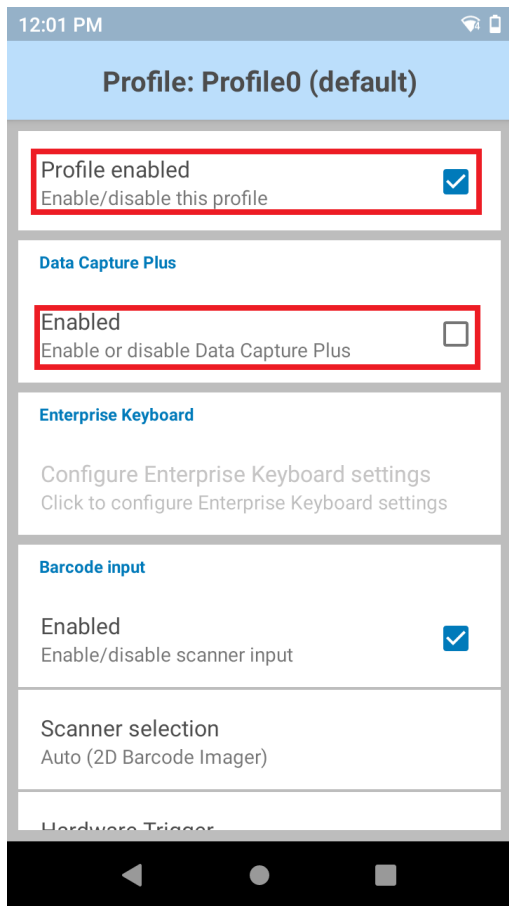 12:01 PM
Profile: Profile0 (default)
Profile enabled
Enable/disable this profile
Data Capture Plus
Enabled
Enable or disable Data Capture Plus
Enterprise Keyboard
Configure Enterprise Keyboard settings
Click to configure Enterprise Keyboard settings
Barcode input
Enabled
Enable/disable scanner input
Scanner selection
Auto (2D Barcode Imager)
Hardware Trigger